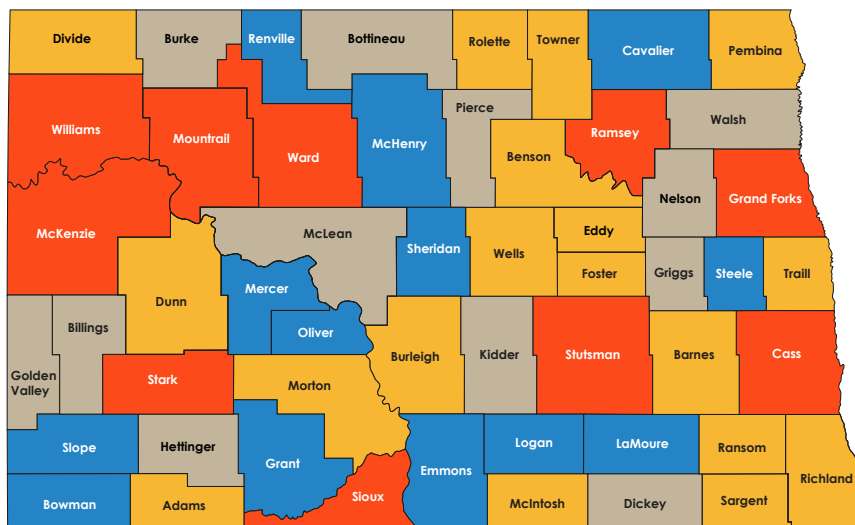 Divide
Burke
Renville
Bottineau
Rolette
Towner
Cavalier
Pembina
Williams
Mountrail
Ward
McHenry
Pierce
Benson
Ramsey
Walsh
McKenzie
Dunn
McLean
Sheridan
Wells
Eddy
Foster
Nelson
Grand Forks
Griggs
Steele
Traill
Mercer
Oliver
Golden
Valley
Billings
Stark
Morton
Burleigh
Kidder
Stutsman
Barnes
Cass
Slope
Hettinger
Grant
Emmons
Logan
LaMoure
Ransom
Richland
Bowman
Adams
Sioux
McIntosh
Dickey
Sargent